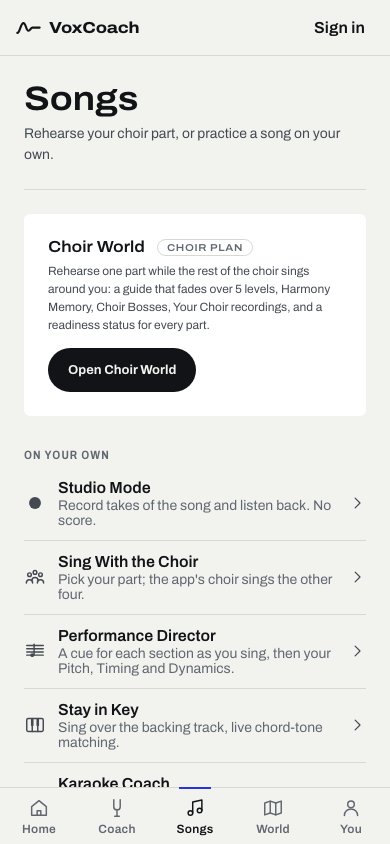 VoxCoach
Sign in
Songs
Rehearse your choir part, or practice a song on your
own.
Choir World
CHOIR PLAN
Rehearse one part while the rest of the choir sings
around you: a guide that fades over 5 levels, Harmony
Memory, Choir Bosses, Your Choir recordings, and a
readiness status for every part.
Open Choir World
ON YOUR OWN
Studio Mode
Record takes of the song and listen back. No
score.
Sing With the Choir
Pick your part; the app's choir sings the other
four.
Performance Director
A cue for each section as you sing, then your
Pitch, Timing and Dynamics.
Stay in Key
Sing over the backing track, live chord-tone
matching.
Karaoke Coach
Home
Coach
Songs
World
You